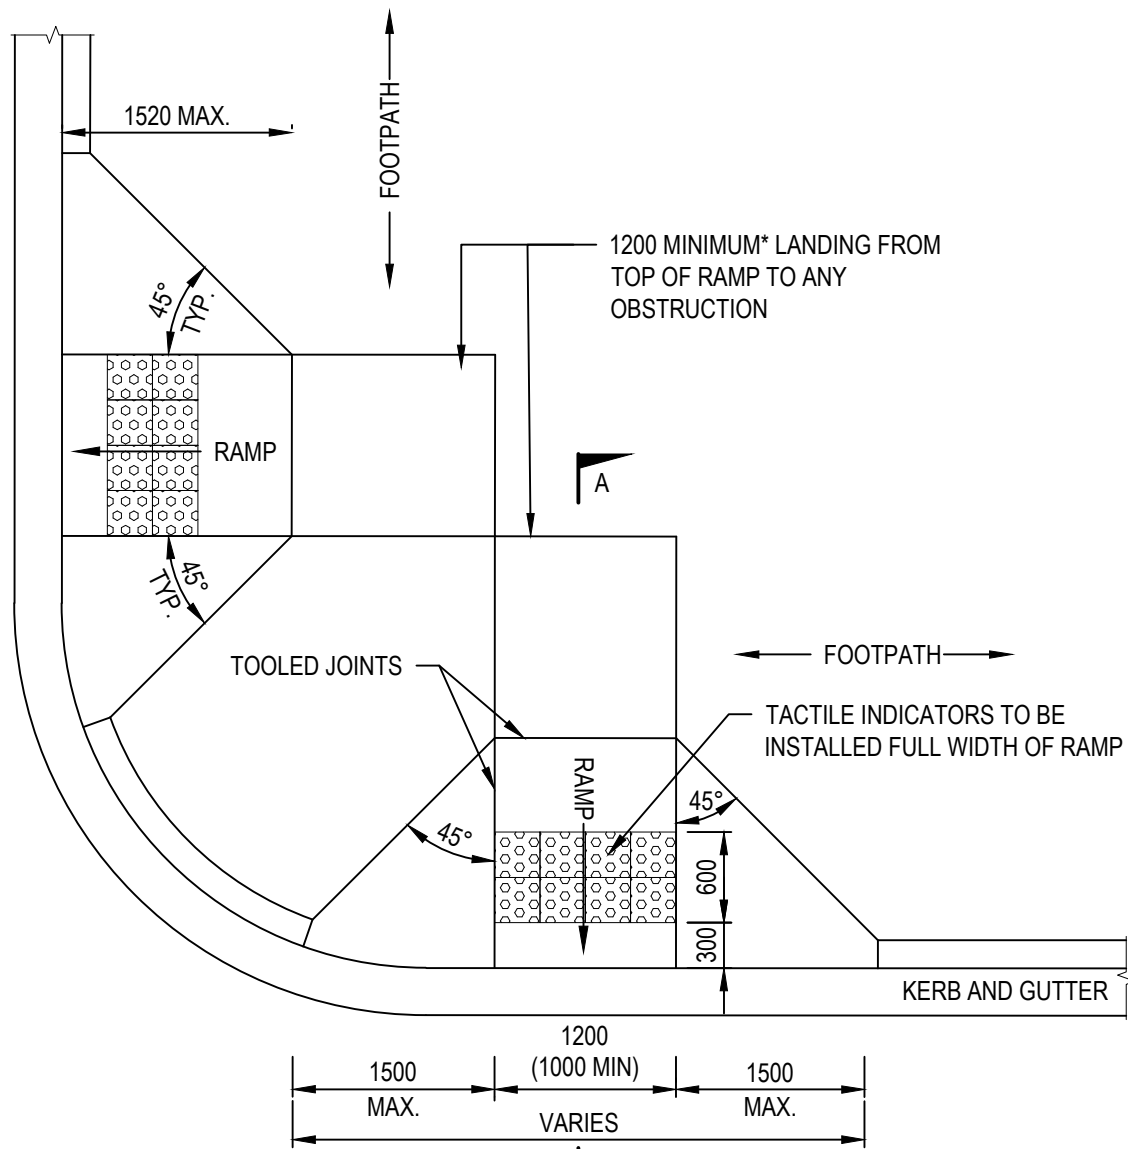 1520 MAX.
FOOTPATH
1200 MINIMUM* LANDING FROM
TOP OF RAMP TO ANY
OBSTRUCTION
45°
TYP.
RAMP
A
45°
TYP.
TOOLED JOINTS
FOOTPATH
TACTILE INDICATORS TO BE
INSTALLED FULL WIDTH OF RAMP
RAMP
45°
45°
600
300
KERB AND GUTTER
1200
(1000 MIN)
1500
MAX.
1500
MAX.
VARIES